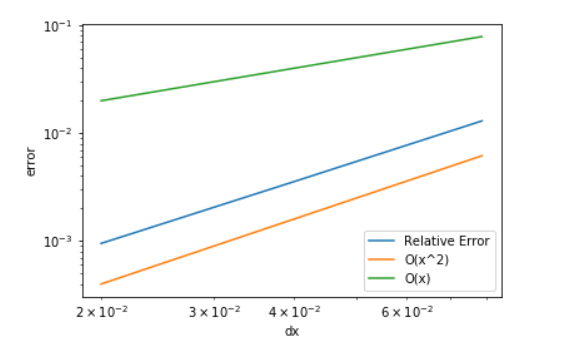 10⁻¹
10⁻²
10⁻³
error
Relative Error
O(x^2)
O(x)
2 × 10⁻² 3 × 10⁻² 4 × 10⁻² 6 × 10⁻²
dx